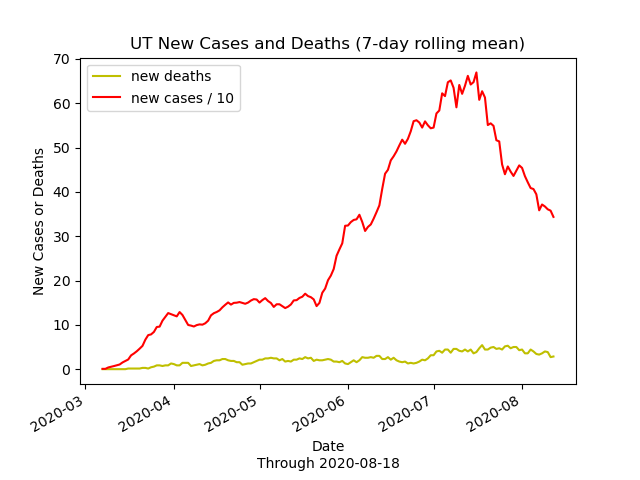 UT New Cases and Deaths (7-day rolling mean)
new deaths
new cases / 10
70
60
50
40
30
20
10
0
New Cases or Deaths
2020-03
2020-04
2020-05
2020-06
2020-07
2020-08
Date
Through 2020-08-18